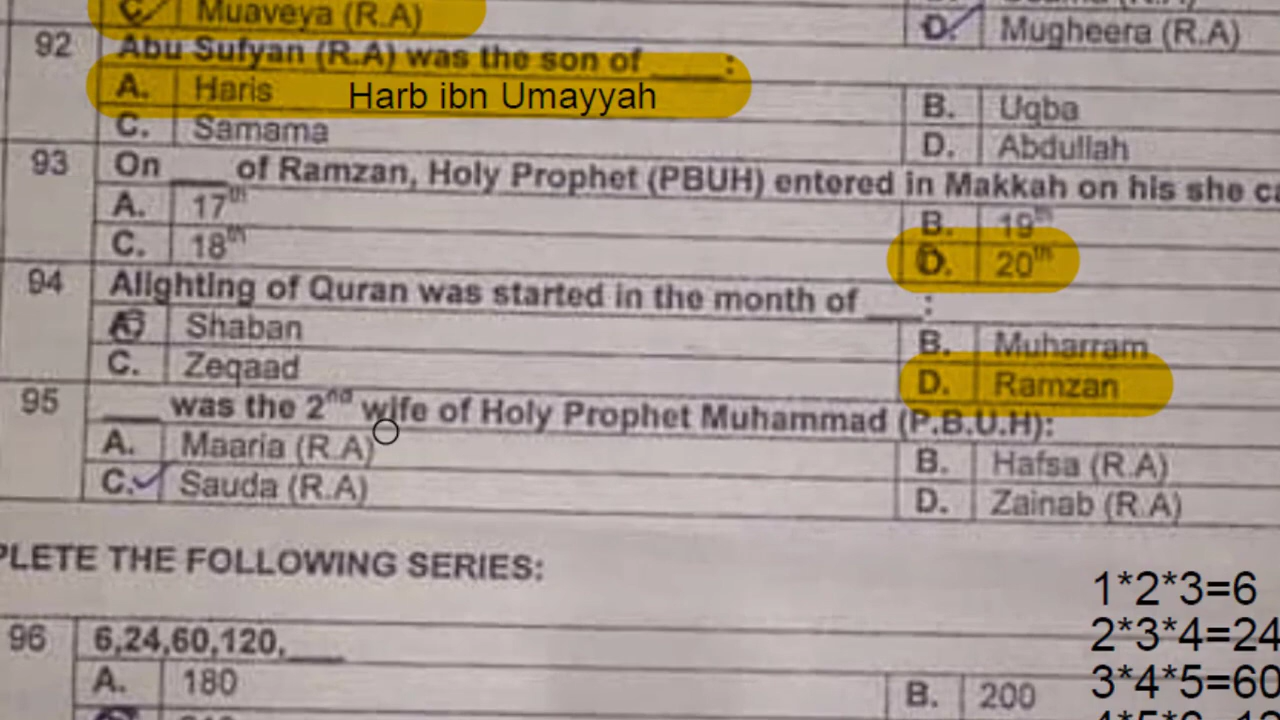 C. Muaveya (R.A)
D. Mugheera (R.A)
92 Abu Sufyan (R.A) was the son of ____:
A. Haris Harb ibn Umayyah B. Uqba
C. Samama D. Abdullah
93 On ____ of Ramzan, Holy Prophet (PBUH) entered in Makkah on his she
A. 17th B. 19th
C. 18th D. 20th
94 Alighting of Quran was started in the month of ____:
A. Shaban B. Muharram
C. Zeqaad D. Ramzan
95 ____ was the 2nd wife of Holy Prophet Muhammad (P.B.U.H):
A. Maaria (R.A) B. Hafsa (R.A)
C. Sauda (R.A) D. Zainab (R.A)
PLETE THE FOLLOWING SERIES:
1*2*3=6
96 6,24,60,120,____ 2*3*4=24
A. 180 B. 200 3*4*5=60